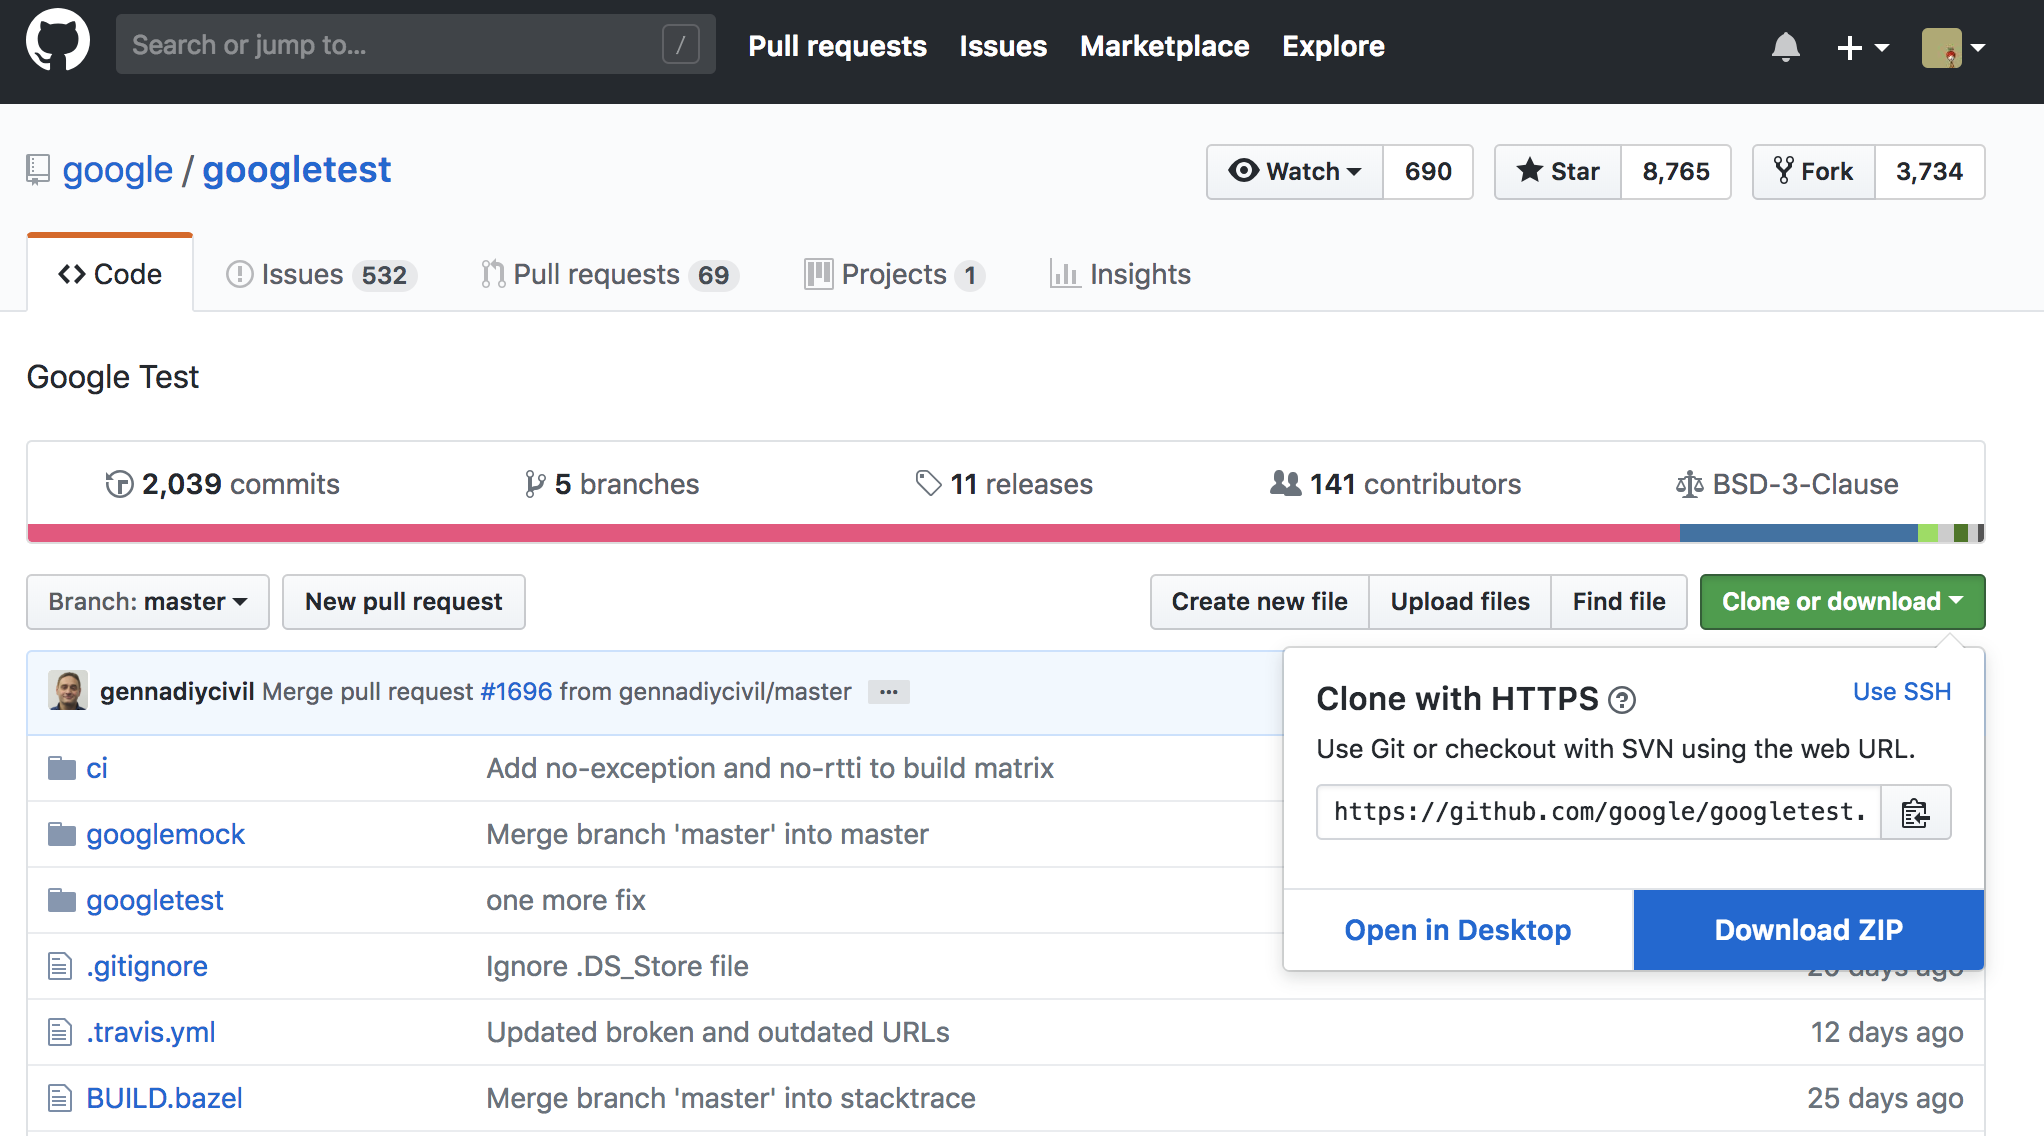 Search or jump to... / Pull requests Issues Marketplace Explore
google / googletest Watch 690 Star 8,765 Fork 3,734
Code Issues 532 Pull requests 69 Projects 1 Insights
Google Test
2,039 commits 5 branches 11 releases 141 contributors BSD-3-Clause
Branch: master New pull request Create new file Upload files Find file Clone or download
gennadiycivil Merge pull request #1696 from gennadiycivil/master ...
Clone with HTTPS ? Use SSH
Use Git or checkout with SVN using the web URL.
https://github.com/google/googletest.
Open in Desktop Download ZIP
ci Add no-exception and no-rtti to build matrix
googlemock Merge branch 'master' into master
googletest one more fix
.gitignore Ignore .DS_Store file days ago
.travis.yml Updated broken and outdated URLs 12 days ago
BUILD.bazel Merge branch 'master' into stacktrace 25 days ago